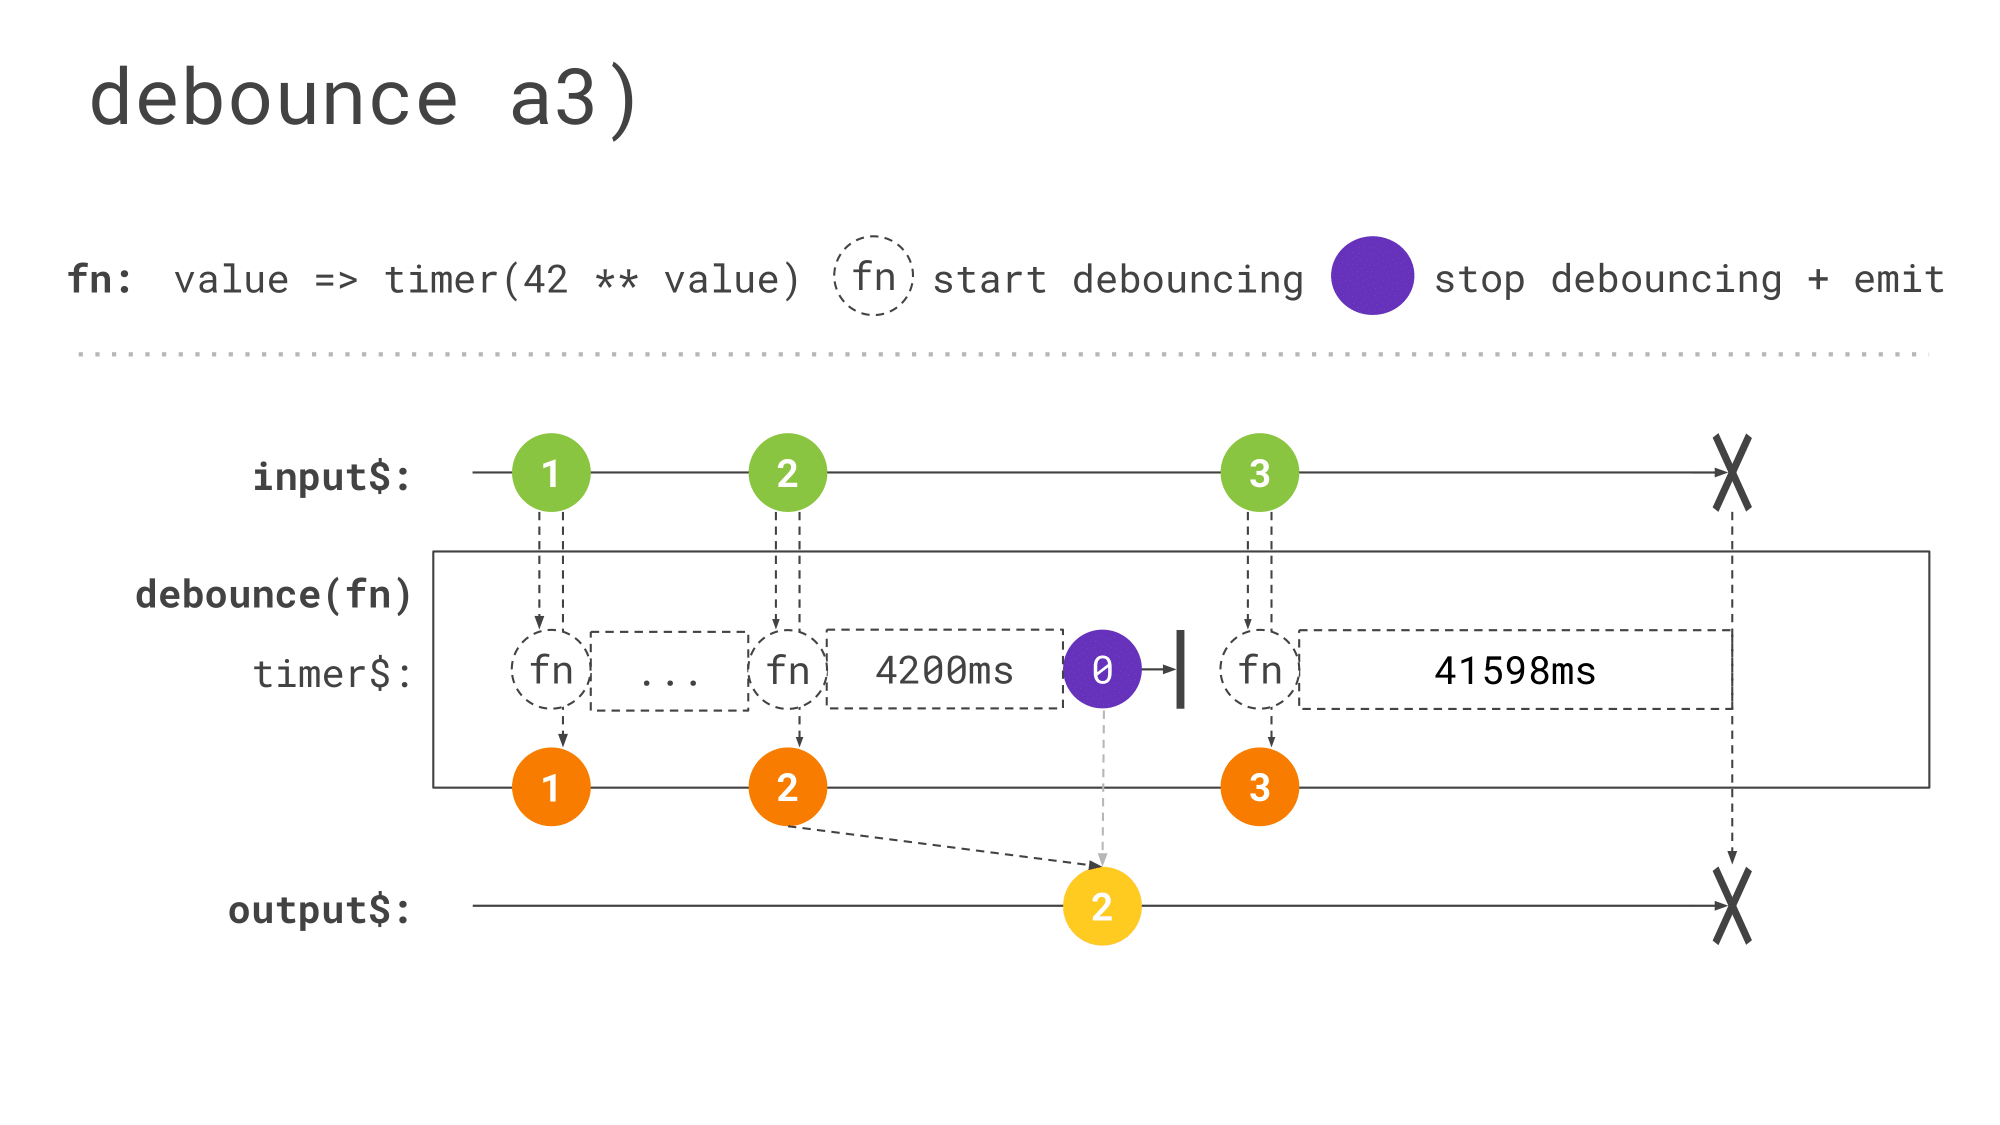 debounce a3)
fn: value => timer(42 ** value) fn start debouncing stop debouncing + emit
input$: 1 2 3 X
debounce(fn)
timer$: fn ... fn 4200ms 0 fn 41598ms
1 2 3
output$: 2 X